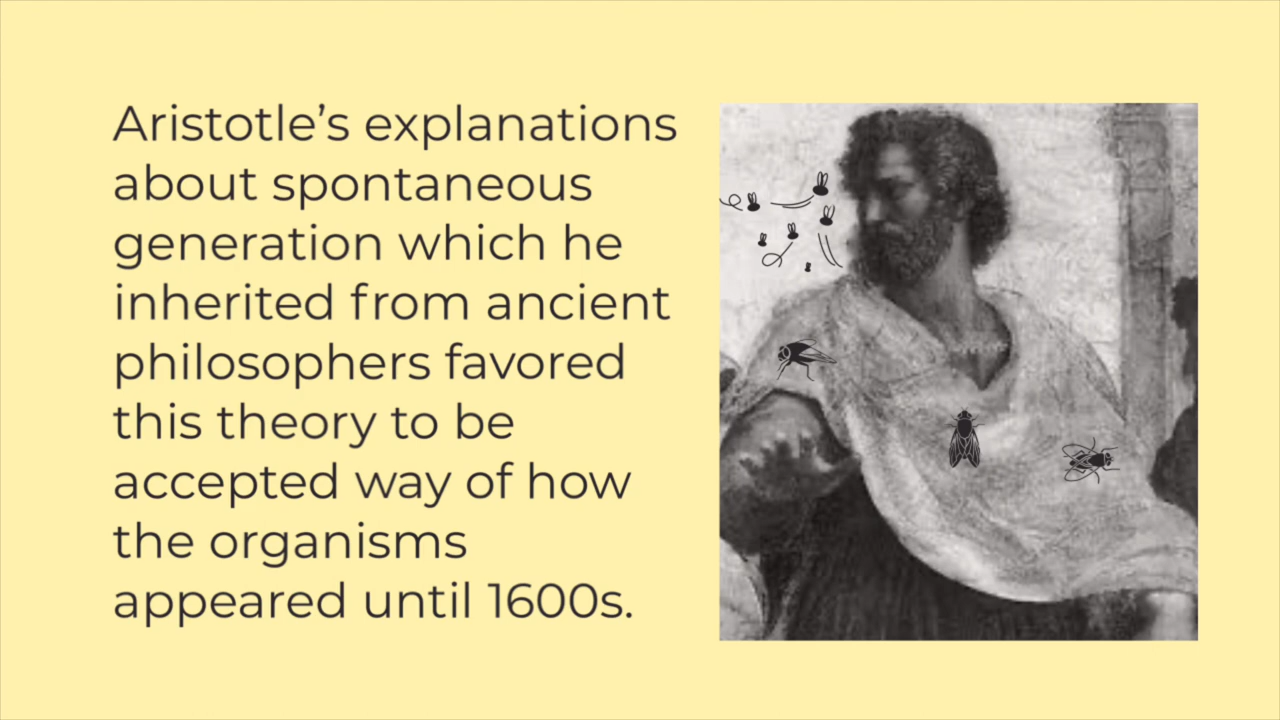 Aristotle’s explanations
about spontaneous
generation which he
inherited from ancient
philosophers favored
this theory to be
accepted way of how
the organisms
appeared until 1600s.